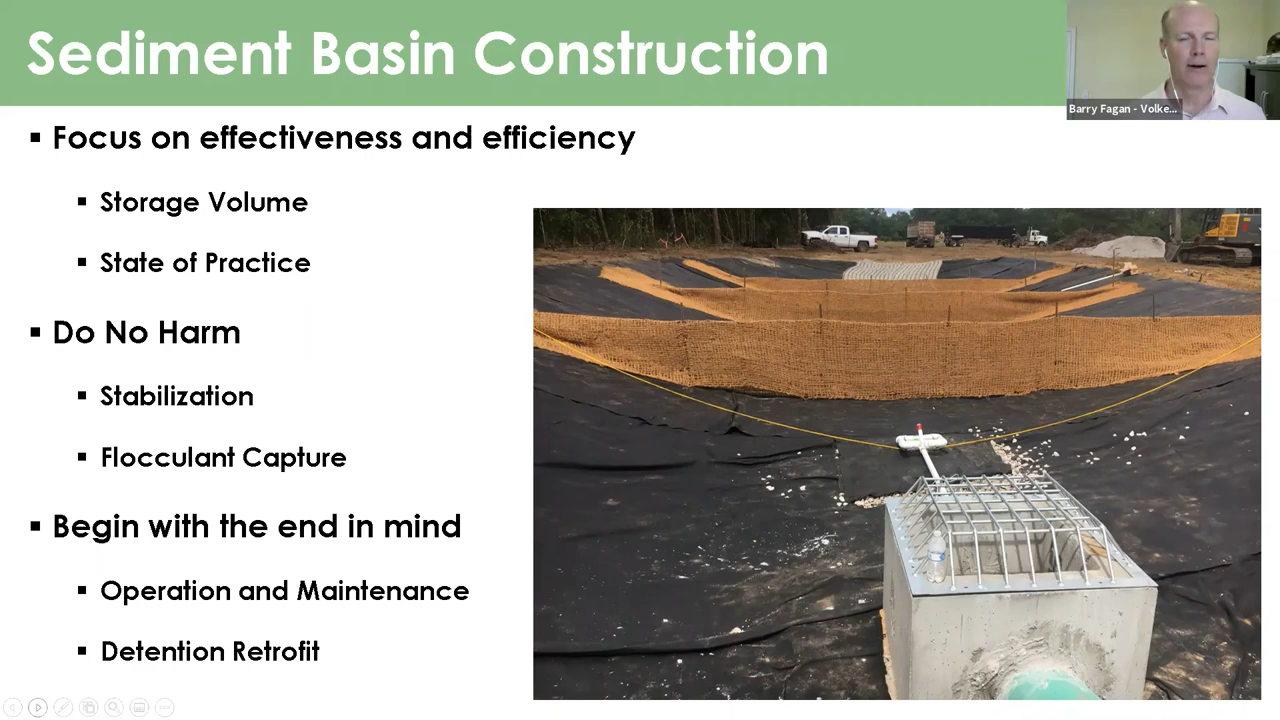 Sediment Basin Construction
Barry Fagan - Volke...
Focus on effectiveness and efficiency
Storage Volume
State of Practice
Do No Harm
Stabilization
Flocculant Capture
Begin with the end in mind
Operation and Maintenance
Detention Retrofit